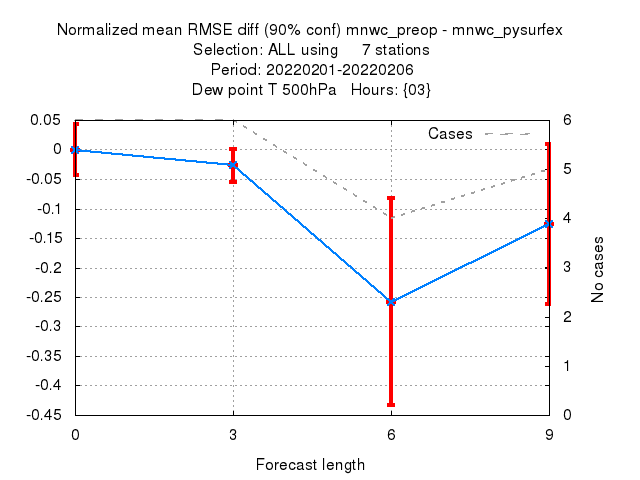 Normalized mean RMSE diff (90% conf) mnwc_preop - mnwc_pysurfex
Selection: ALL using 7 stations
Period: 20220201-20220206
Dew point T 500hPa Hours: {03}
Cases
0.05
0
-0.05
-0.1
-0.15
-0.2
-0.25
-0.3
-0.35
-0.4
-0.45
6
5
4
3
2
1
0
No cases
0 3 6 9
Forecast length